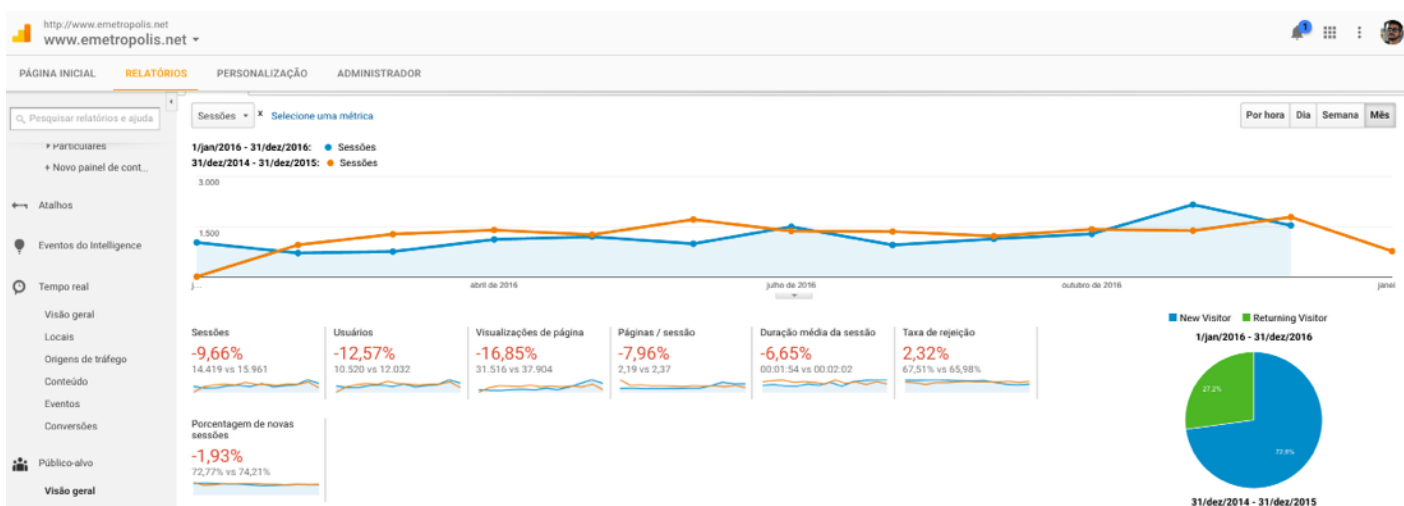 http://www.emetropolis.net
www.emetropolis.net
1
PÁGINA INICIAL RELATÓRIOS PERSONALIZAÇÃO ADMINISTRADOR
Pesquisar relatórios e ajuda
Particulares
+ Novo painel de cont...
Atalhos
Eventos do Intelligence
Tempo real
Visão geral
Locais
Origens de tráfego
Conteúdo
Eventos
Conversões
Público-alvo
Visão geral
Sessões x Selecione uma métrica
Por hora Dia Semana Mês
1/jan/2016 - 31/dez/2016: Sessões
31/dez/2014 - 31/dez/2015: Sessões
3.000
1.500
j... abril de 2016 julho de 2016 outubro de 2016 janei
Sessões
-9,66%
14.419 vs 15.961
Usuários
-12,57%
10.520 vs 12.032
Visualizações de página
-16,85%
31.516 vs 37.904
Páginas / sessão
-7,96%
2,19 vs 2,37
Duração média da sessão
-6,65%
00:01:54 vs 00:02:02
Taxa de rejeição
2,32%
67,51% vs 65,98%
Porcentagem de novas
sessões
-1,93%
72,77% vs 74,21%
New Visitor Returning Visitor
1/jan/2016 - 31/dez/2016
27.2%
72.8%
31/dez/2014 - 31/dez/2015